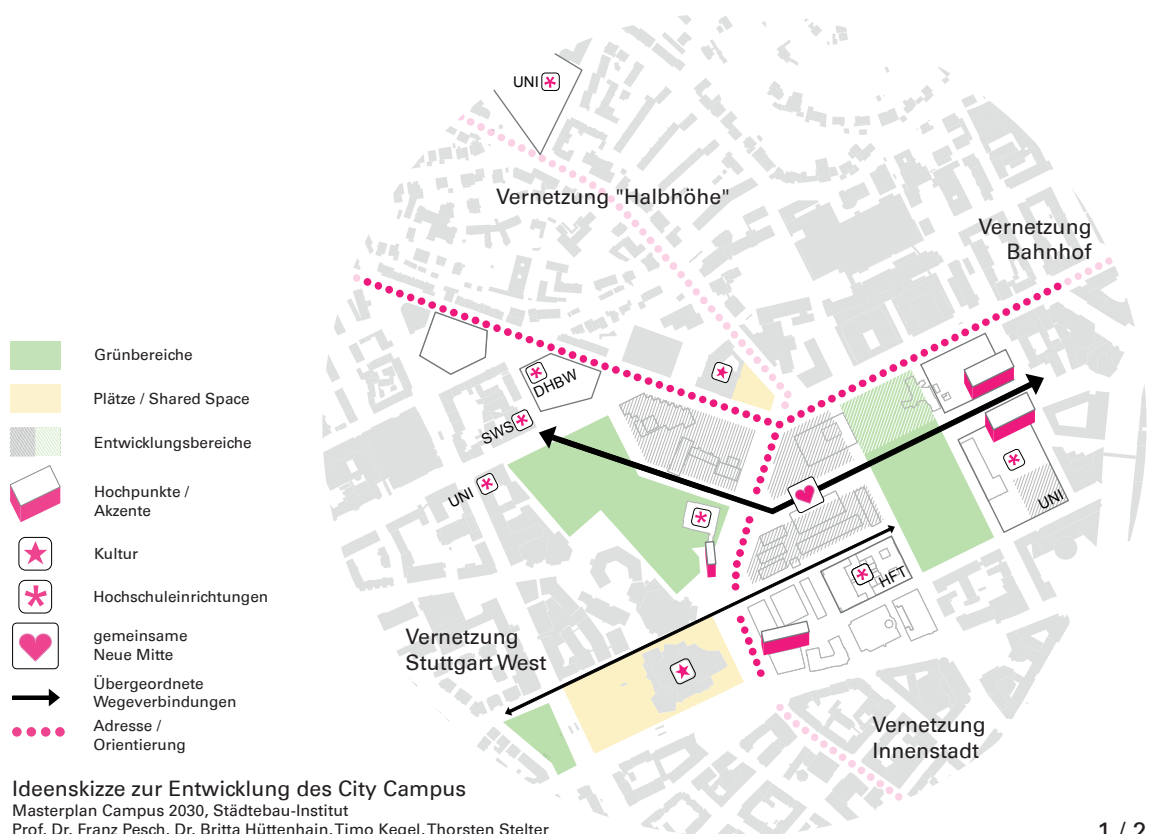 UNI
Vernetzung "Halbhöhe"
Vernetzung
Bahnhof
Grünbereiche
Plätze / Shared Space
Entwicklungsbereiche
Hochpunkte /
Akzente
Kultur
Hochschuleinrichtungen
gemeinsame
Neue Mitte
Übergeordnete
Wegeverbindungen
Adresse /
Orientierung
DHBW
SWS
UNI
UNI
HFT
Vernetzung
Stuttgart West
Vernetzung
Innenstadt
Ideenskizze zur Entwicklung des City Campus
Masterplan Campus 2030, Städtebau-Institut
Prof. Dr. Franz Pesch, Dr. Britta Hüttenhain, Timo Kegel, Thorsten Stelter
1 / 2